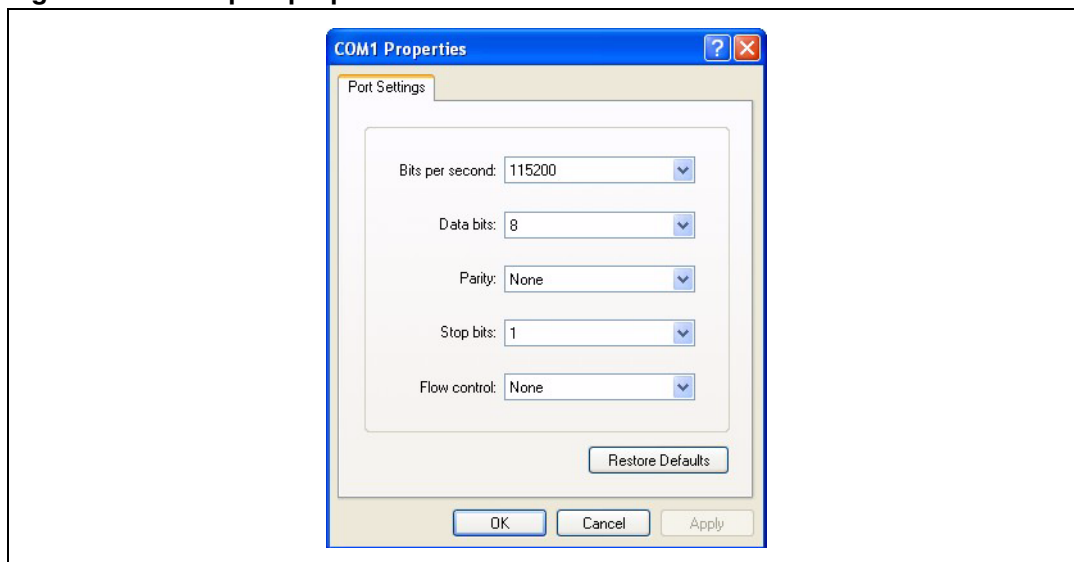 COM1 Properties
Port Settings
Bits per second: 115200
Data bits: 8
Parity: None
Stop bits: 1
Flow control: None
Restore Defaults
OK Cancel Apply